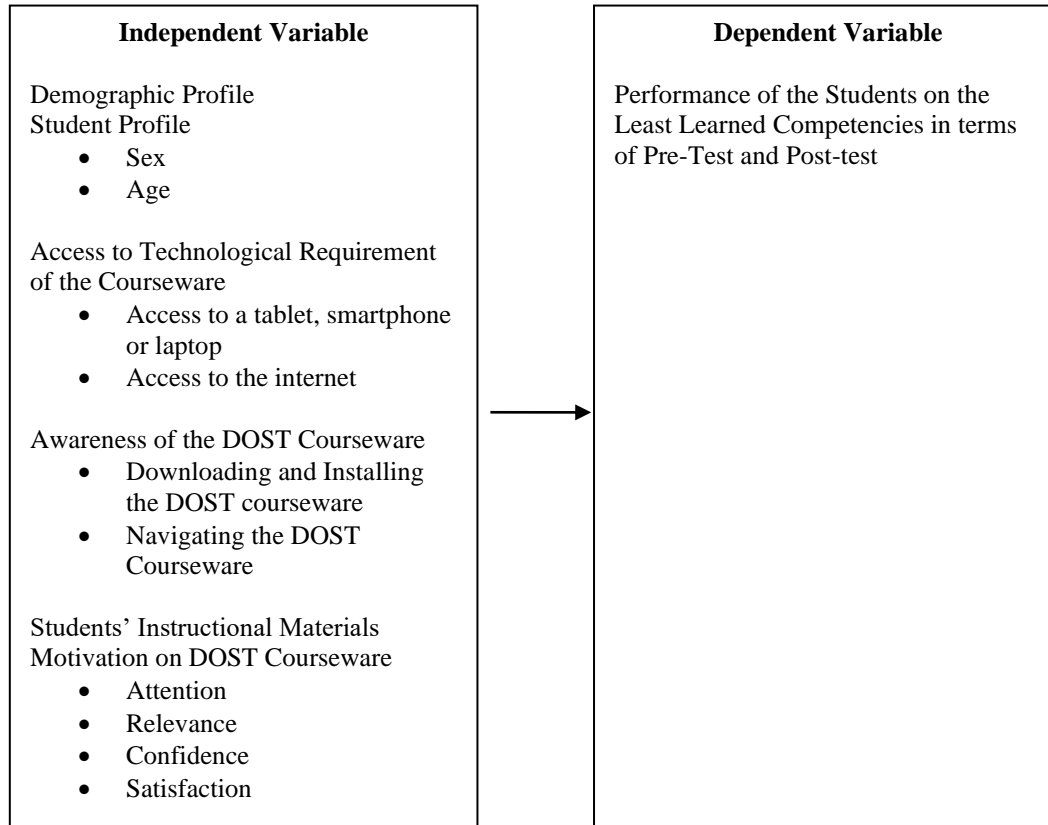 Independent Variable
Demographic Profile
Student Profile
• Sex
• Age
Access to Technological Requirement
of the Courseware
• Access to a tablet, smartphone
or laptop
• Access to the internet
Awareness of the DOST Courseware
• Downloading and Installing
the DOST courseware
• Navigating the DOST
Courseware
Students’ Instructional Materials
Motivation on DOST Courseware
• Attention
• Relevance
• Confidence
• Satisfaction
Dependent Variable
Performance of the Students on the
Least Learned Competencies in terms
of Pre-Test and Post-test